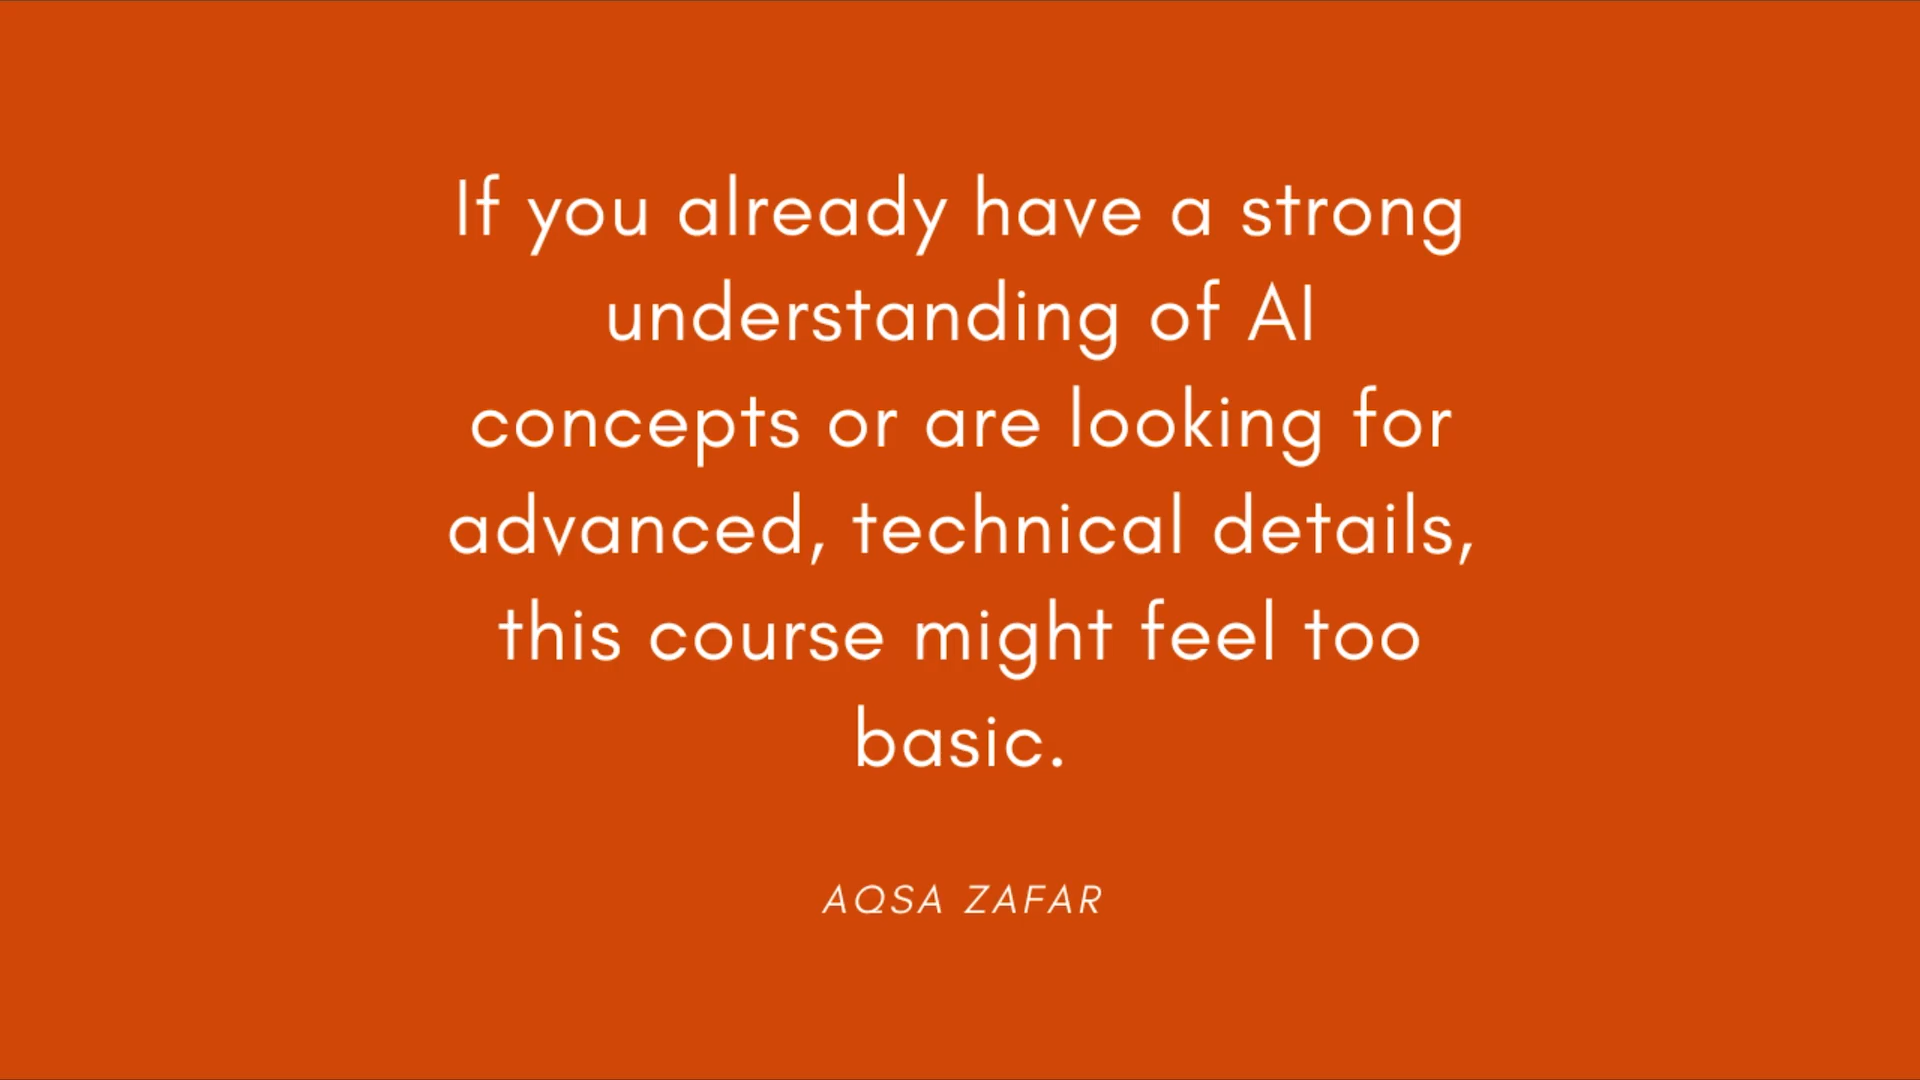 If you already have a strong
understanding of AI
concepts or are looking for
advanced, technical details,
this course might feel too
basic.
AQSA ZAFAR